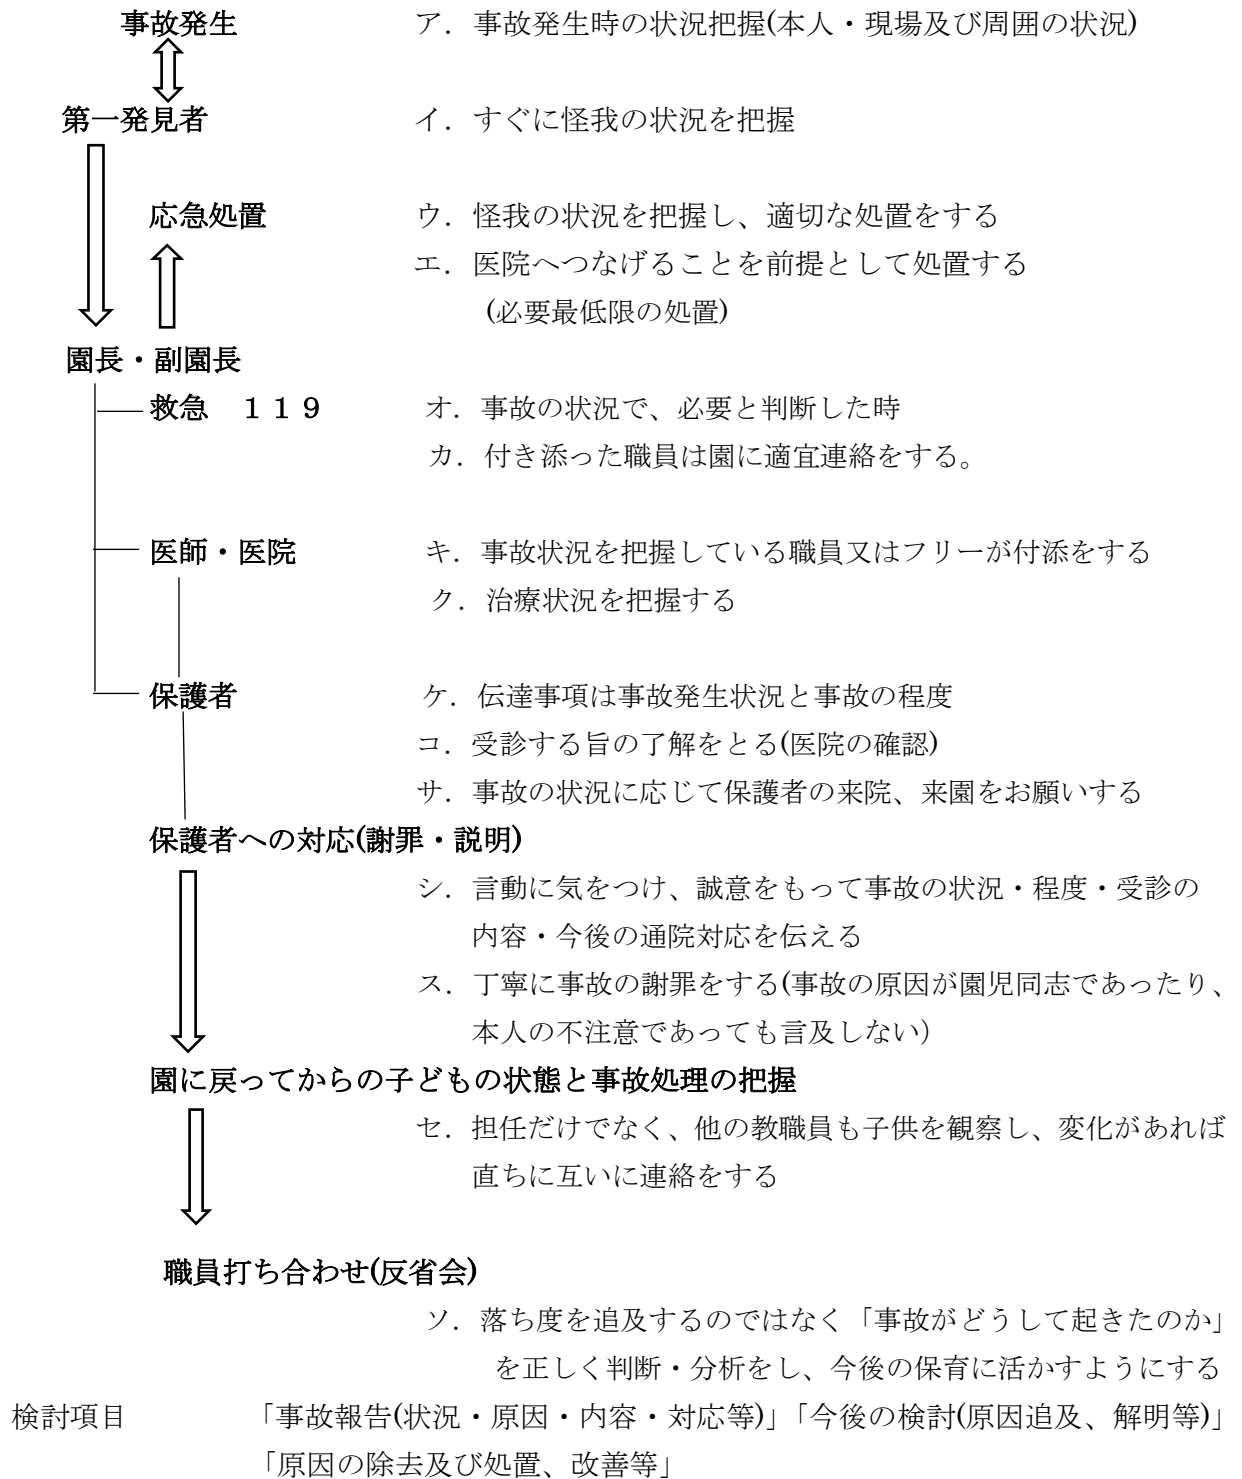 事故発生 ア．事故発生時の状況把握(本人・現場及び周囲の状況)
第一発見者 イ．すぐに怪我の状況を把握
応急処置 ウ．怪我の状況を把握し、適切な処置をする
エ．医院へつなげることを前提として処置する
(必要最低限の処置)
園長・副園長
救急　１１９ オ．事故の状況で、必要と判断した時
カ．付き添った職員は園に適宜連絡をする。
医師・医院 キ．事故状況を把握している職員又はフリーが付添をする
ク．治療状況を把握する
保護者 ケ．伝達事項は事故発生状況と事故の程度
コ．受診する旨の了解をとる(医院の確認)
サ．事故の状況に応じて保護者の来院、来園をお願いする
保護者への対応(謝罪・説明)
シ．言動に気をつけ、誠意をもって事故の状況・程度・受診の
内容・今後の通院対応を伝える
ス．丁寧に事故の謝罪をする(事故の原因が園児同志であったり、
本人の不注意であっても言及しない）
園に戻ってからの子どもの状態と事故処理の把握
セ．担任だけでなく、他の教職員も子供を観察し、変化があれば
直ちに互いに連絡をする
職員打ち合わせ(反省会)
ソ．落ち度を追及するのではなく「事故がどうして起きたのか」
を正しく判断・分析をし、今後の保育に活かすようにする
検討項目 「事故報告(状況・原因・内容・対応等)」「今後の検討(原因追及、解明等)」
「原因の除去及び処置、改善等」